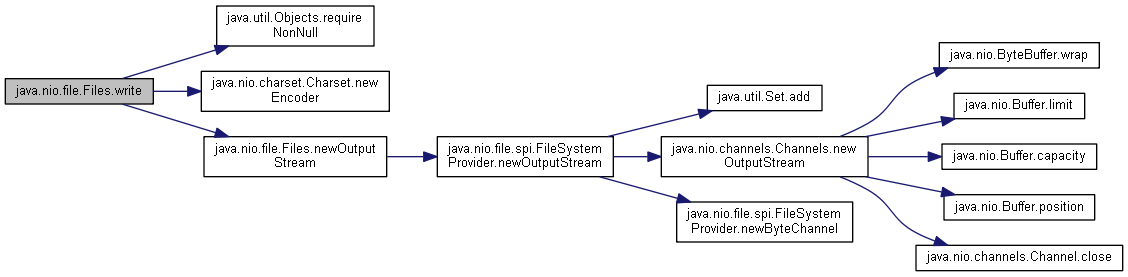 java.nio.file.Files.write
java.util.Objects.require
NonNull
java.nio.charset.Charset.new
Encoder
java.nio.file.Files.newOutput
Stream
java.nio.file.spi.FileSystem
Provider.newOutputStream
java.util.Set.add
java.nio.channels.Channels.new
OutputStream
java.nio.file.spi.FileSystem
Provider.newByteChannel
java.nio.ByteBuffer.wrap
java.nio.Buffer.limit
java.nio.Buffer.capacity
java.nio.Buffer.position
java.nio.channels.Channel.close